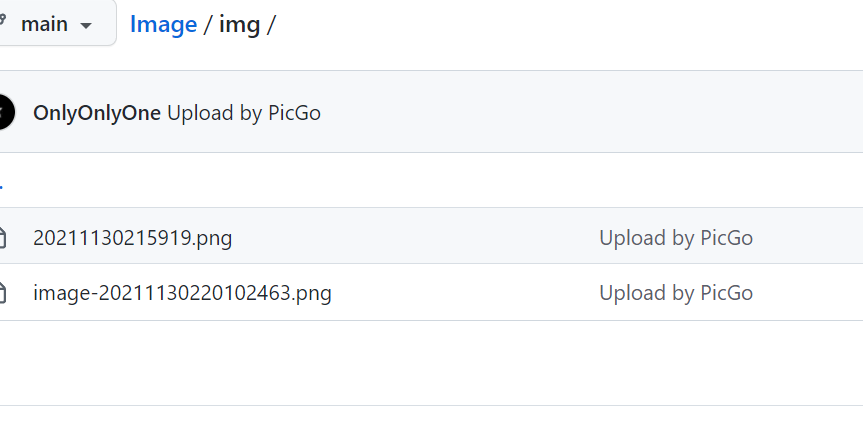 main
Image / img /
OnlyOnlyOne Upload by PicGo
.
20211130215919.png Upload by PicGo
image-20211130220102463.png Upload by PicGo